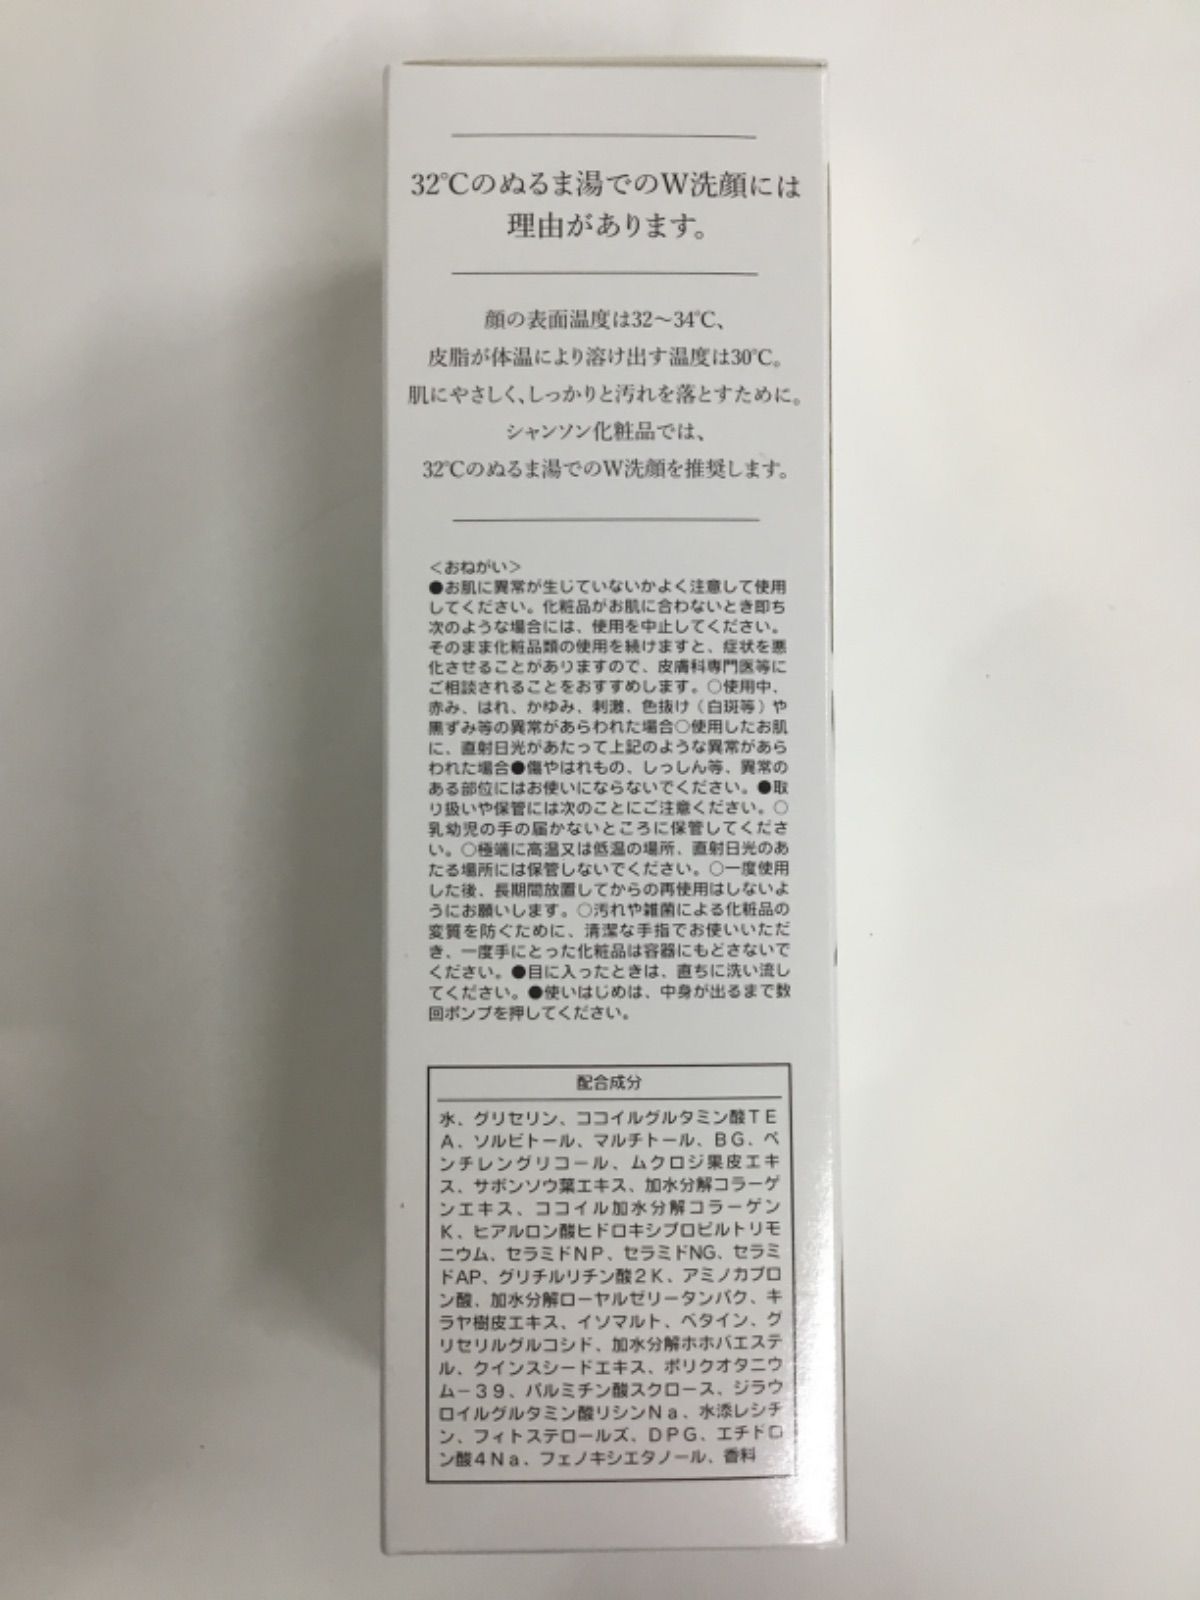 32℃のぬるま湯でのW洗顔には
理由があります。
顔の表面温度は32〜34℃、
皮脂が体温により溶け出す温度は30℃。
肌にやさしく、しっかりと汚れを落とすために。
シャンソン化粧品では、
32℃のぬるま湯でのW洗顔を推奨します。
＜おねがい＞
●お肌に異常が生じていないかよく注意して使用
してください。化粧品がお肌に合わないとき即ち
次のような場合には、使用を中止してください。
そのまま化粧品類の使用を続けますと、症状を悪
化させることがありますので、皮膚科専門医等に
ご相談されることをおすすめします。○使用中、
赤み、はれ、かゆみ、刺激、色抜け（白斑等）や
黒ずみ等の異常があらわれた場合○使用したお肌
に、直射日光があたって上記のような異常があら
われた場合●傷やはれもの、しっしん等、異常の
ある部位にはお使いにならないでください。●取
り扱いや保管には次のことにご注意ください。○
乳幼児の手の届かないところに保管してくださ
い。○極端に高温又は低温の場所、直射日光のあ
たる場所には保管しないでください。○一度使用
した後、長期間放置してからの再使用はしないよ
うにお願いします。○汚れや雑菌による化粧品の
変質を防ぐために、清潔な手指でお使いいただ
き、一度手にとった化粧品は容器にもどさないで
ください。●目に入ったときは、直ちに洗い流し
てください。●使いはじめは、中身が出るまで数
回ポンプを押してください。
配合成分
水、グリセリン、ココイルグルタミン酸ＴＥ
Ａ、ソルビトール、マルチトール、ＢＧ、ペ
ンチレングリコール、ムクロジ果皮エキ
ス、サボンソウ葉エキス、加水分解コラーゲ
ンエキス、ココイル加水分解コラーゲン
Ｋ、ヒアルロン酸ヒドロキシプロピルトリモ
ニウム、セラミドＮＰ、セラミドNG、セラミ
ドAP、グリチルリチン酸２Ｋ、アミノカプロ
ン酸、加水分解ローヤルゼリータンパク、キ
ラヤ樹皮エキス、イソマルト、ベタイン、グ
リセリルグルコシド、加水分解ホホバエステ
ル、クインスシードエキス、ポリクオタニウ
ム－３９、パルミチン酸スクロース、ジラウ
ロイルグルタミン酸リシンＮａ、水添レシチ
ン、フィトステロールズ、ＤＰＧ、エチドロ
ン酸４Ｎａ、フェノキシエタノール、香料